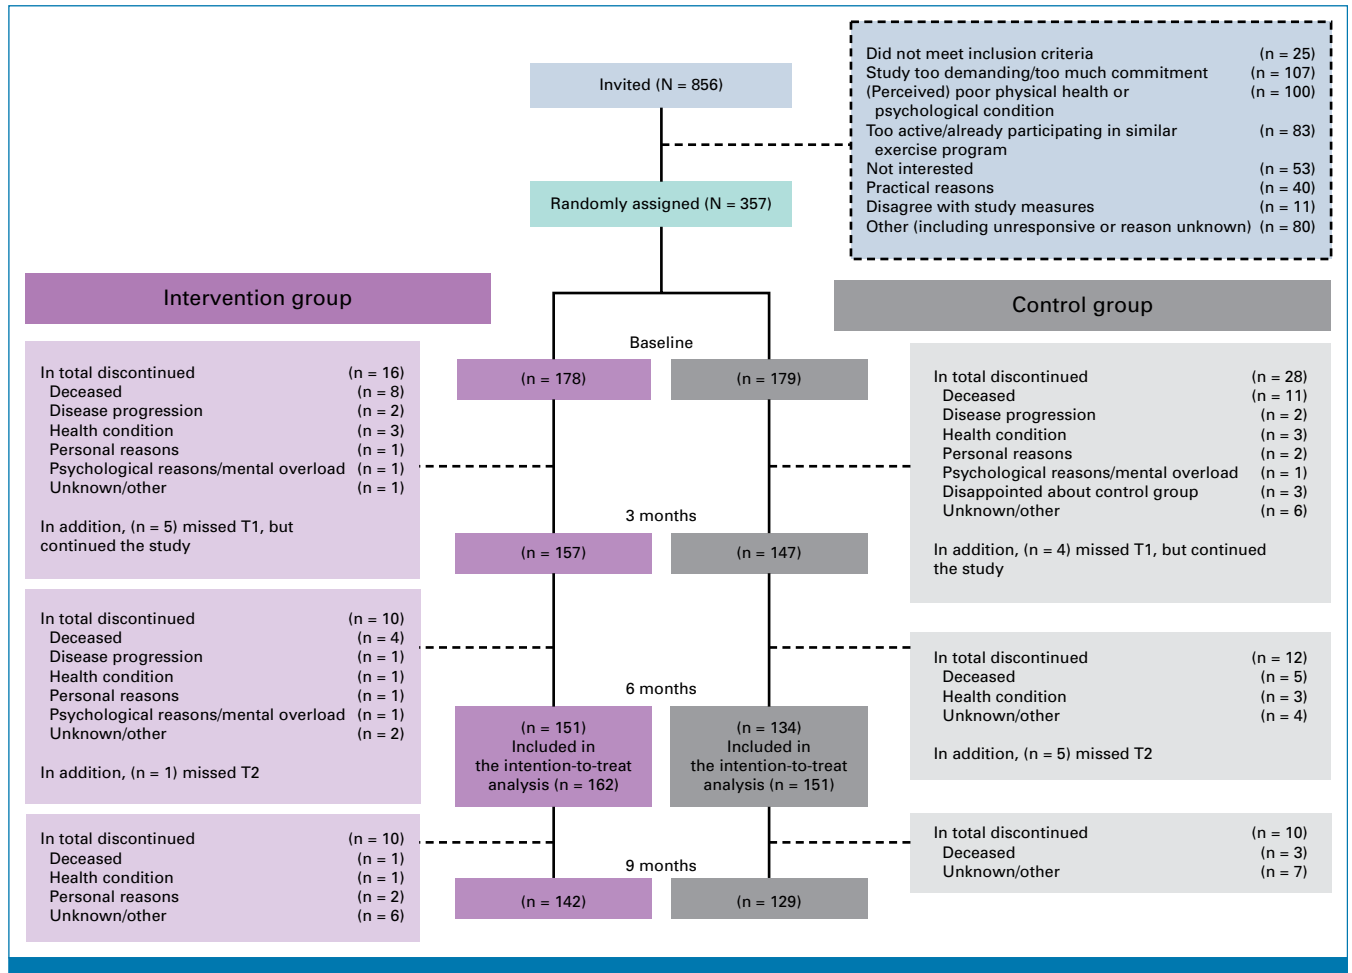 Invited (N = 856)
Did not meet inclusion criteria (n = 25)
Study too demanding/too much commitment (n = 107)
(Perceived) poor physical health or (n = 100)
psychological condition
Too active/already participating in similar (n = 83)
exercise program
Not interested (n = 53)
Practical reasons (n = 40)
Disagree with study measures (n = 11)
Other (including unresponsive or reason unknown) (n = 80)
Randomly assigned (N = 357)
Intervention group
Control group
Baseline
(n = 178)
(n = 179)
In total discontinued (n = 16)
Deceased (n = 8)
Disease progression (n = 2)
Health condition (n = 3)
Personal reasons (n = 1)
Psychological reasons/mental overload (n = 1)
Unknown/other (n = 1)
In addition, (n = 5) missed T1, but
continued the study
In total discontinued (n = 28)
Deceased (n = 11)
Disease progression (n = 2)
Health condition (n = 3)
Personal reasons (n = 2)
Psychological reasons/mental overload (n = 1)
Disappointed about control group (n = 3)
Unknown/other (n = 6)
In addition, (n = 4) missed T1, but continued
the study
3 months
(n = 157)
(n = 147)
In total discontinued (n = 10)
Deceased (n = 4)
Disease progression (n = 1)
Health condition (n = 1)
Personal reasons (n = 1)
Psychological reasons/mental overload (n = 1)
Unknown/other (n = 2)
In addition, (n = 1) missed T2
In total discontinued (n = 12)
Deceased (n = 5)
Health condition (n = 3)
Unknown/other (n = 4)
In addition, (n = 5) missed T2
6 months
(n = 151)
Included in
the intention-to-treat
analysis (n = 162)
(n = 134)
Included in
the intention-to-treat
analysis (n = 151)
In total discontinued (n = 10)
Deceased (n = 1)
Health condition (n = 1)
Personal reasons (n = 2)
Unknown/other (n = 6)
In total discontinued (n = 10)
Deceased (n = 3)
Unknown/other (n = 7)
9 months
(n = 142)
(n = 129)